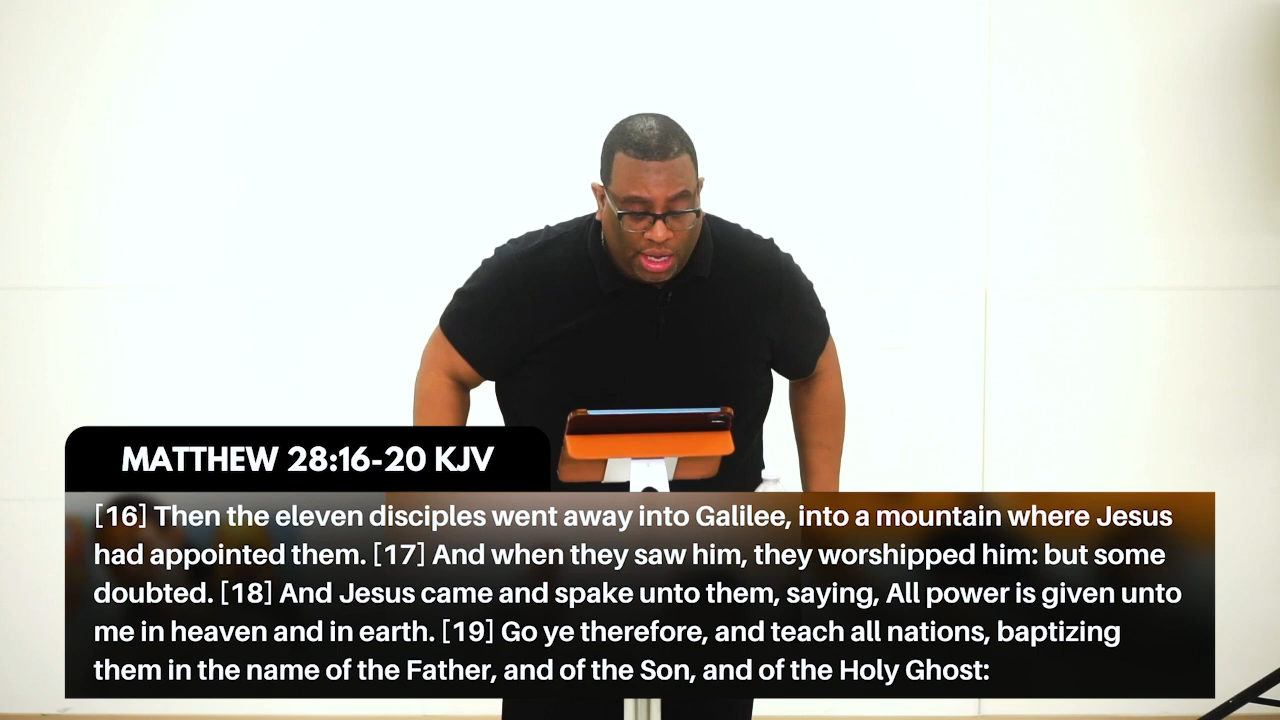 MATTHEW 28:16-20 KJV
[16] Then the eleven disciples went away into Galilee, into a mountain where Jesus
had appointed them. [17] And when they saw him, they worshipped him: but some
doubted. [18] And Jesus came and spake unto them, saying, All power is given unto
me in heaven and in earth. [19] Go ye therefore, and teach all nations, baptizing
them in the name of the Father, and of the Son, and of the Holy Ghost: